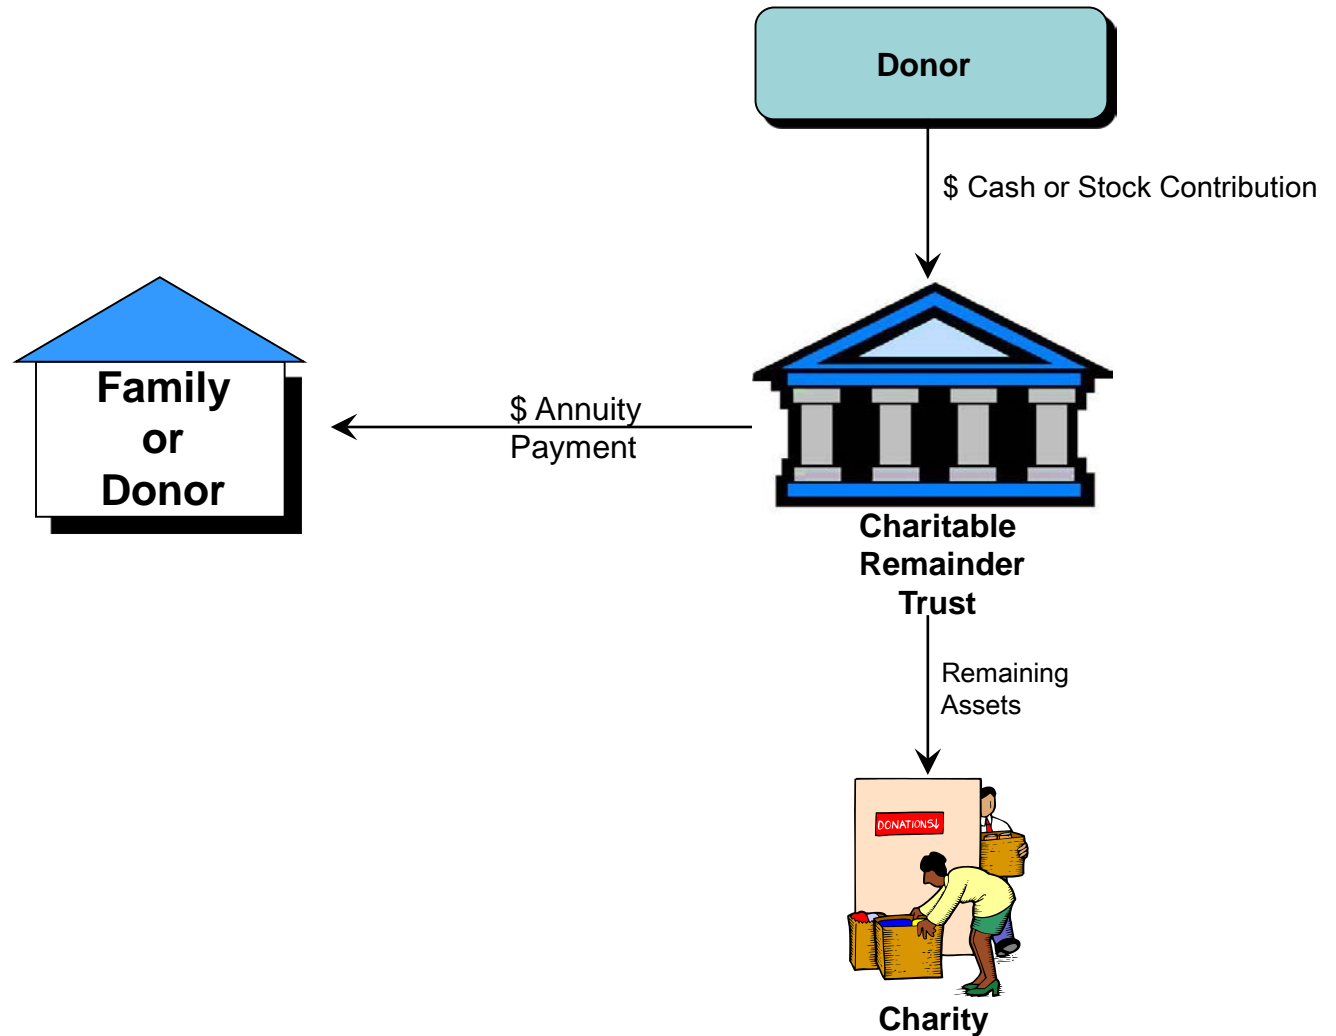 Donor
$ Cash or Stock Contribution
Family
or
Donor
$ Annuity
Payment
Charitable
Remainder
Trust
Remaining
Assets
DONATIONS↓
Charity